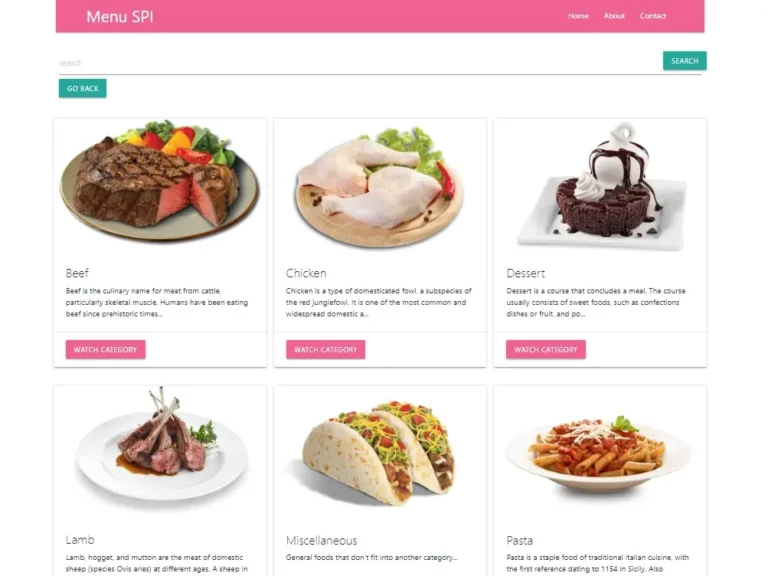 Menu SPI
Home About Contact
search
SEARCH
GO BACK
Beef
Beef is the culinary name for meat from cattle,
particularly skeletal muscle. Humans have been eating
beef since prehistoric times...
WATCH CATEGORY
Chicken
Chicken is a type of domesticated fowl, a subspecies of
the red junglefowl. It is one of the most common and
widespread domestic a...
WATCH CATEGORY
Dessert
Dessert is a course that concludes a meal. The course
usually consists of sweet foods, such as confections
dishes or fruit, and po...
WATCH CATEGORY
Lamb
Lamb, hogget, and mutton are the meat of domestic
sheep (species Ovis aries) at different ages. A sheep in
Miscellaneous
General foods that don't fit into another category...
Pasta
Pasta is a staple food of traditional Italian cuisine, with
the first reference dating to 1154 in Sicily. Also